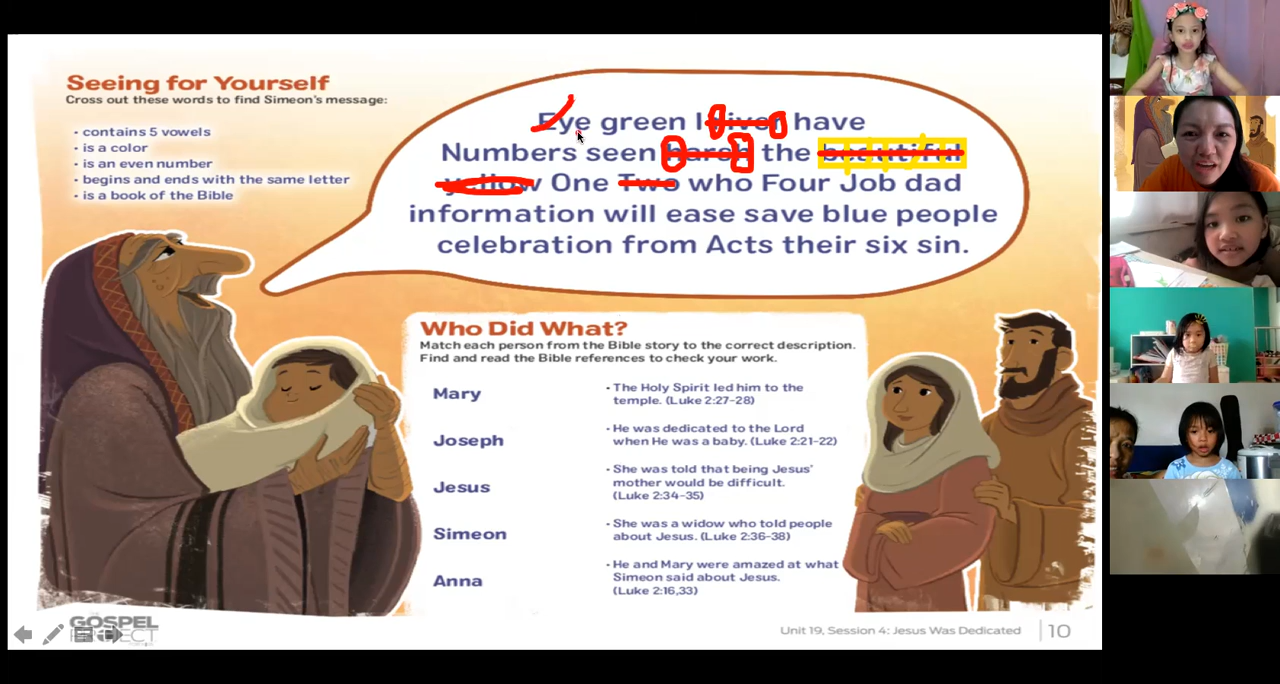 Seeing for Yourself
Cross out these words to find Simeon's message:
• contains 5 vowels
• is a color
• is an even number
• begins and ends with the same letter
• is a book of the Bible
Eye green I river have
Numbers seen harsh the beautiful
yellow One Two who Four Job dad
information will ease save blue people
celebration from Acts their six sin.
Who Did What?
Match each person from the Bible story to the correct description.
Find and read the Bible references to check your work.
Mary
Joseph
Jesus
Simeon
Anna
• The Holy Spirit led him to the
temple. (Luke 2:27–28)
• He was dedicated to the Lord
when He was a baby. (Luke 2:21–22)
• She was told that being Jesus'
mother would be difficult.
(Luke 2:34–35)
• She was a widow who told people
about Jesus. (Luke 2:36–38)
• He and Mary were amazed at what
Simeon said about Jesus.
(Luke 2:16,33)
THE
GOSPEL
PROJECT
Unit 19, Session 4: Jesus Was Dedicated | 10